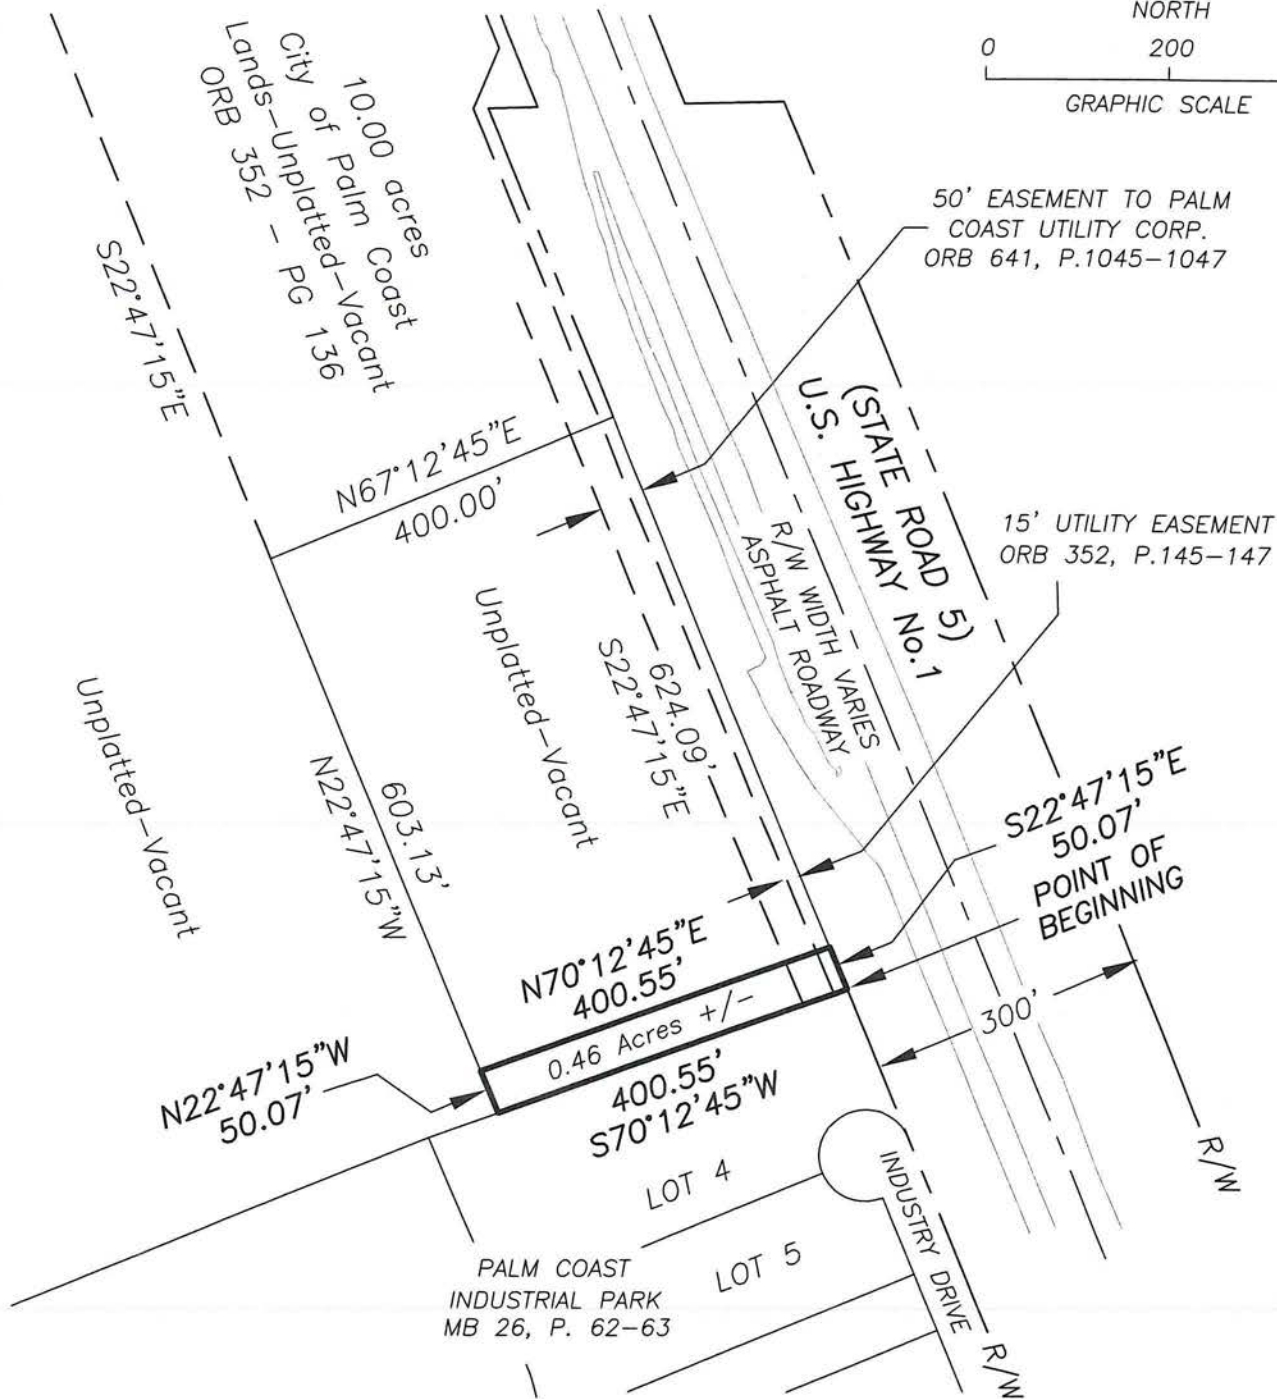 NORTH
0 200
GRAPHIC SCALE
10.00 acres
City of Palm Coast
Lands-Unplatted-Vacant
ORB 352 - PG 136
50' EASEMENT TO PALM
COAST UTILITY CORP.
ORB 641, P.1045-1047
S22°47'15"E
N67°12'45"E
400.00'
(STATE ROAD 5)
U.S. HIGHWAY No.1
R/W WIDTH VARIES
ASPHALT ROADWAY
15' UTILITY EASEMENT
ORB 352, P.145-147
Unplatted-Vacant
624.09'
S22°47'15"E
Unplatted-Vacant
603.13'
N22°47'15"W
S22°47'15"E
50.07'
POINT OF
BEGINNING
N70°12'45"E
400.55'
0.46 Acres +/-
400.55'
S70°12'45"W
N22°47'15"W
50.07'
300'
R/W
LOT 4
INDUSTRY DRIVE
LOT 5
PALM COAST
INDUSTRIAL PARK
MB 26, P. 62-63
R/W